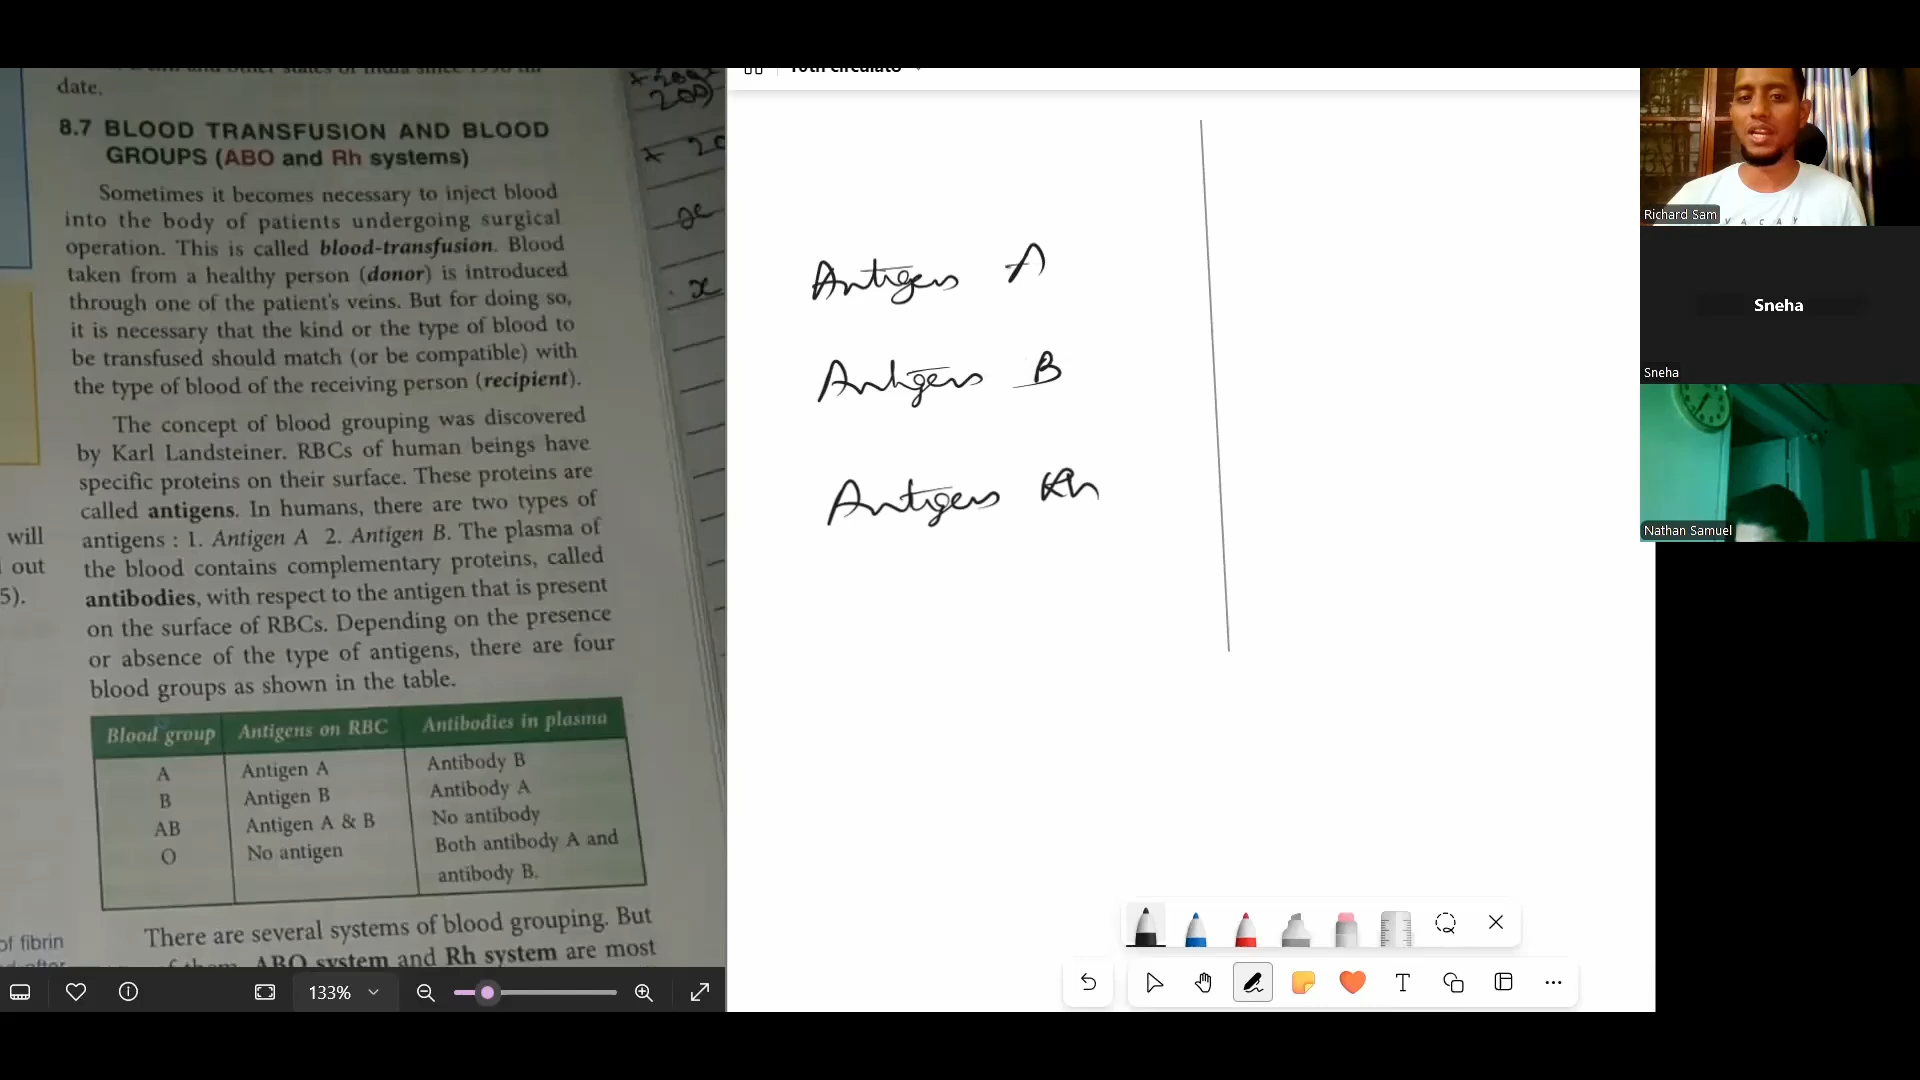 date.
8.7 BLOOD TRANSFUSION AND BLOOD
GROUPS (ABO and Rh systems)
Sometimes it becomes necessary to inject blood
into the body of patients undergoing surgical
operation. This is called blood-transfusion. Blood
taken from a healthy person (donor) is introduced
through one of the patient's veins. But for doing so,
it is necessary that the kind or the type of blood to
be transfused should match (or be compatible) with
the type of blood of the receiving person (recipient).
The concept of blood grouping was discovered
by Karl Landsteiner. RBCs of human beings have
specific proteins on their surface. These proteins are
called antigens. In humans, there are two types of
antigens : 1. Antigen A 2. Antigen B. The plasma of
the blood contains complementary proteins, called
antibodies, with respect to the antigen that is present
on the surface of RBCs. Depending on the presence
or absence of the type of antigens, there are four
blood groups as shown in the table.
Blood group Antigens on RBC Antibodies in plasma
A Antigen A Antibody B
B Antigen B Antibody A
AB Antigen A & B No antibody
O No antigen Both antibody A and
antibody B.
There are several systems of blood grouping. But
ABO system and Rh system are most
will
out
5).
of fibrin
133%
10th circulato
Antigens A
Antigens B
Antigens Rh
Richard Sam
Sneha
Sneha
Nathan Samuel